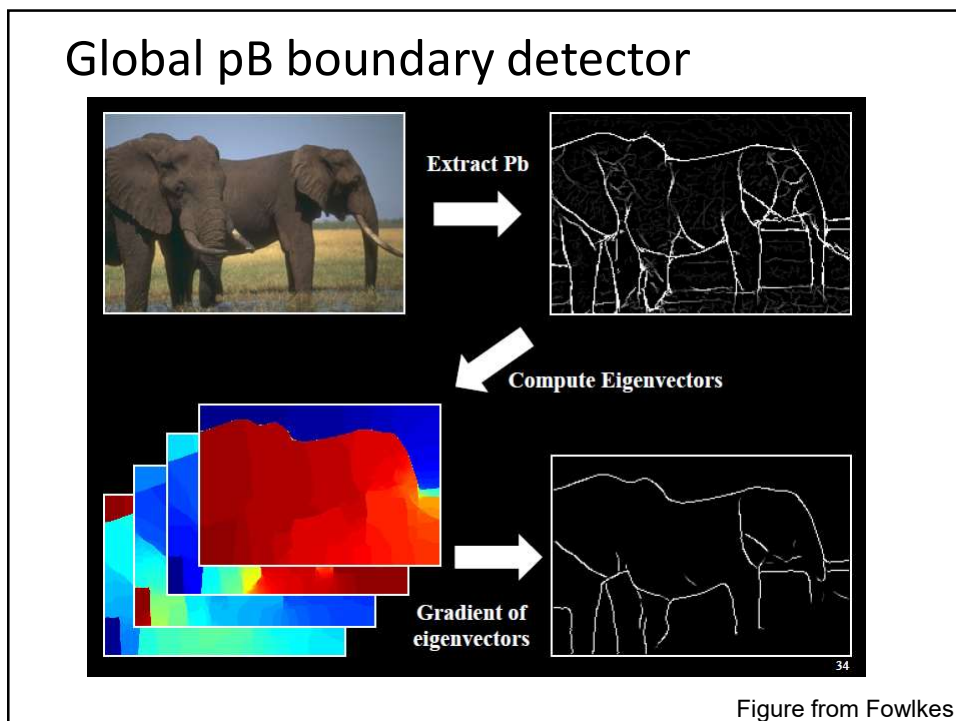 Global pB boundary detector
Extract Pb
Compute Eigenvectors
Gradient of
eigenvectors
34
Figure from Fowlkes